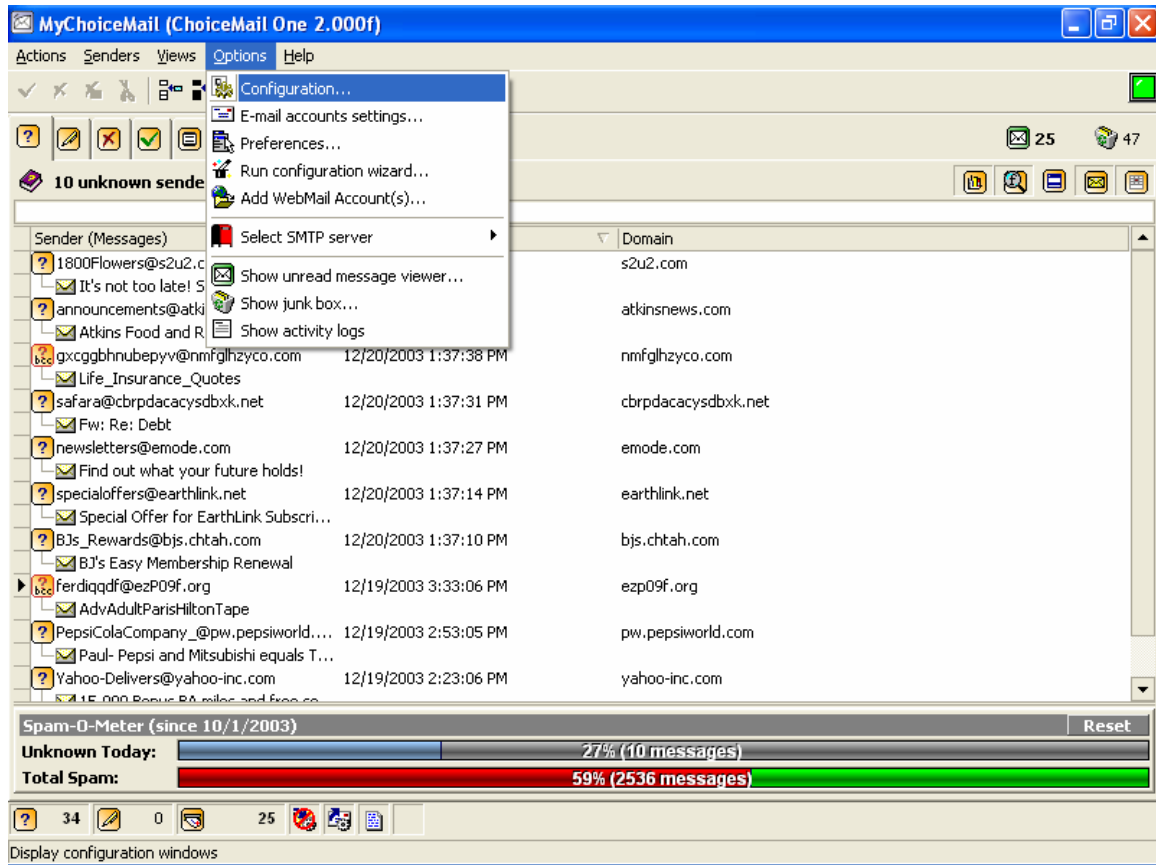 MyChoiceMail (ChoiceMail One 2.000f)
Actions Senders Views Options Help
Configuration...
E-mail accounts settings...
Preferences...
Run configuration wizard...
Add WebMail Account(s)...
Select SMTP server
Show unread message viewer...
Show junk box...
Show activity logs
25 47
10 unknown sende
Sender (Messages) Domain
1800Flowers@s2u2.c s2u2.com
It's not too late! S
announcements@atki atkinsnews.com
Atkins Food and R
gxcggbhnubepyv@nmfglhzyco.com 12/20/2003 1:37:38 PM nmfglhzyco.com
Life_Insurance_Quotes
safara@cbrpdacacysdbxk.net 12/20/2003 1:37:31 PM cbrpdacacysdbxk.net
Fw: Re: Debt
newsletters@emode.com 12/20/2003 1:37:27 PM emode.com
Find out what your future holds!
specialoffers@earthlink.net 12/20/2003 1:37:14 PM earthlink.net
Special Offer for EarthLink Subscri...
BJs_Rewards@bjs.chtah.com 12/20/2003 1:37:10 PM bjs.chtah.com
BJ's Easy Membership Renewal
ferdiqqdf@ezP09f.org 12/19/2003 3:33:06 PM ezp09f.org
AdvAdultParisHiltonTape
PepsiColaCompany_@pw.pepsiworld.... 12/19/2003 2:53:05 PM pw.pepsiworld.com
Paul- Pepsi and Mitsubishi equals T...
Yahoo-Delivers@yahoo-inc.com 12/19/2003 2:23:06 PM yahoo-inc.com
Spam-O-Meter (since 10/1/2003) Reset
Unknown Today: 27% (10 messages)
Total Spam: 59% (2536 messages)
34 0 25
Display configuration windows